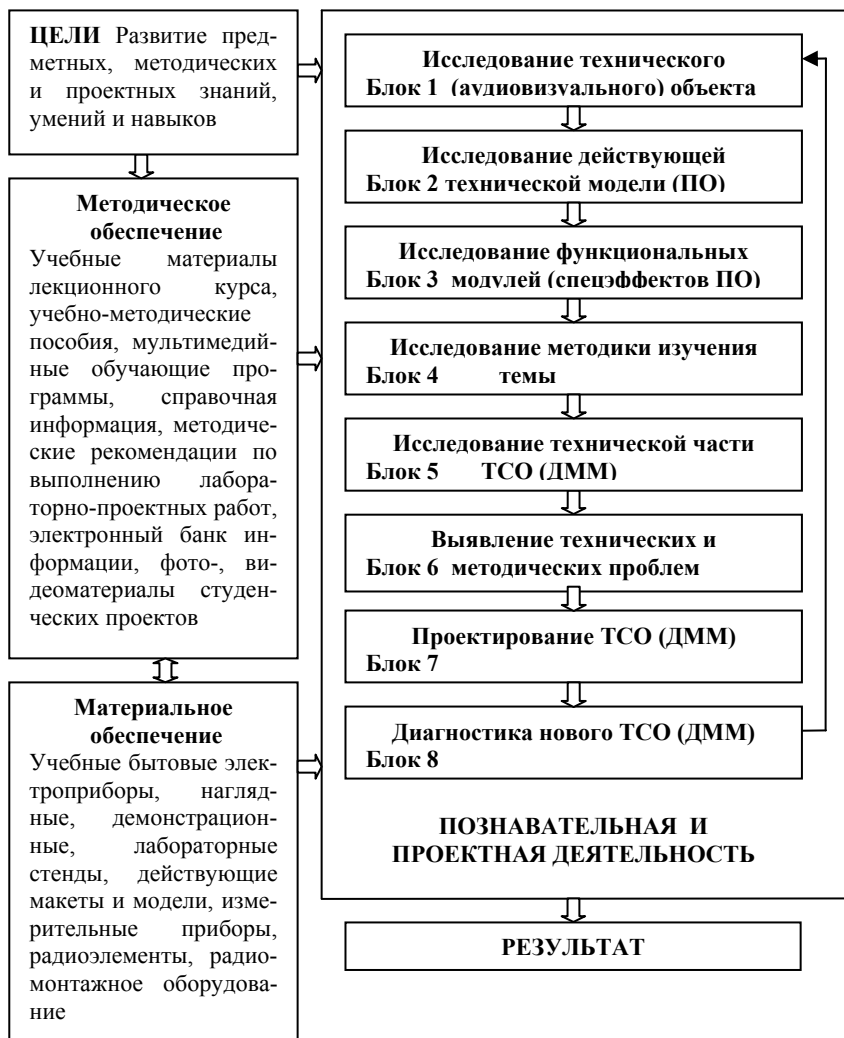 ЦЕЛИ Развитие пред-
метных, методических
и проектных знаний,
умений и навыков
Методическое
обеспечение
Учебные материалы
лекционного курса,
учебно-методические
пособия, мультимедий-
ные обучающие про-
граммы, справочная
информация, методиче-
ские рекомендации по
выполнению лабора-
торно-проектных работ,
электронный банк ин-
формации, фото-, ви-
деоматериалы студен-
ческих проектов
Материальное
обеспечение
Учебные бытовые элек-
троприборы, нагляд-
ные, демонстрацион-
ные, лабораторные
стенды, действующие
макеты и модели, изме-
рительные приборы,
радиоэлементы, радио-
монтажное оборудова-
ние
Исследование технического
Блок 1 (аудиовизуального) объекта
Исследование действующей
Блок 2 технической модели (ПО)
Исследование функциональных
Блок 3 модулей (спецэффектов ПО)
Исследование методики изучения
Блок 4 темы
Исследование технической части
Блок 5 ТСО (ДММ)
Выявление технических и
Блок 6 методических проблем
Проектирование ТСО (ДММ)
Блок 7
Диагностика нового ТСО (ДММ)
Блок 8
ПОЗНАВАТЕЛЬНАЯ И
ПРОЕКТНАЯ ДЕЯТЕЛЬНОСТЬ
РЕЗУЛЬТАТ